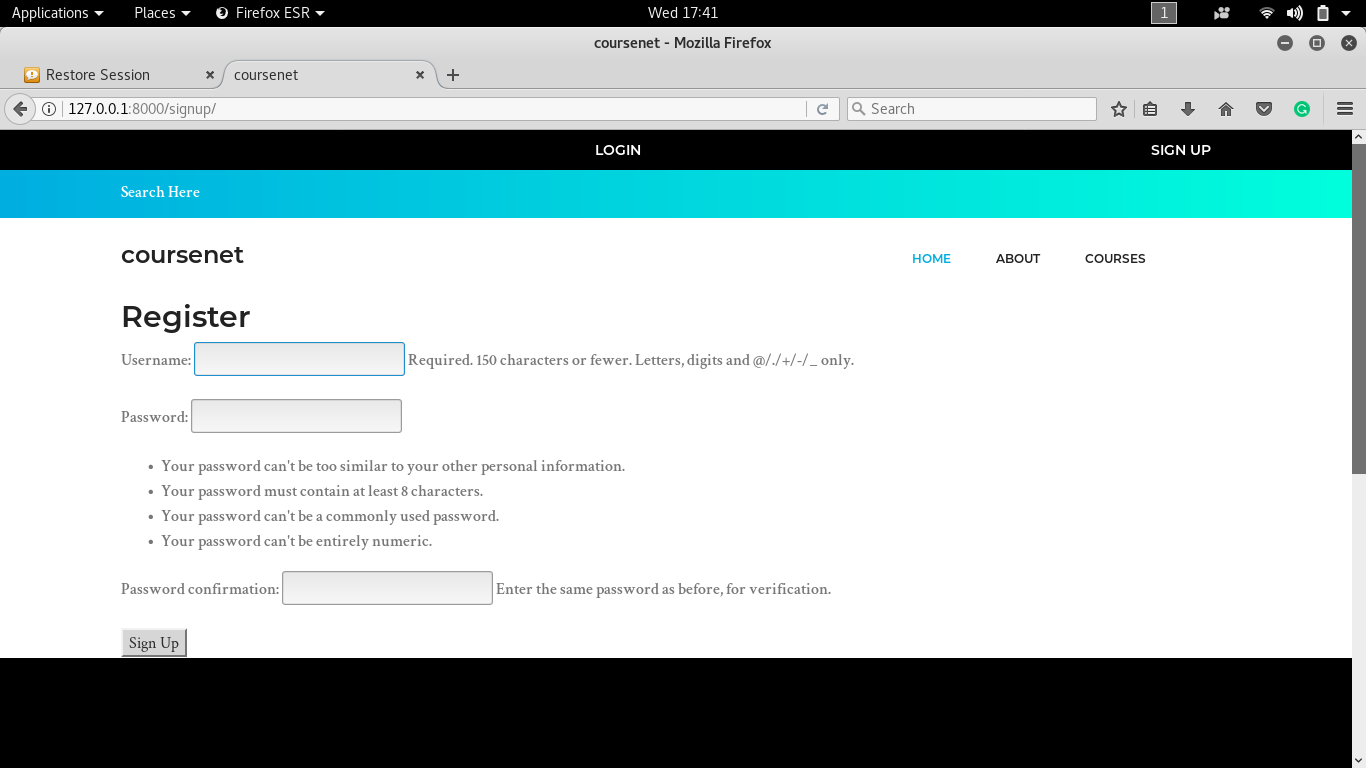 Applications Places Firefox ESR Wed 17:41 1
coursenet - Mozilla Firefox
Restore Session coursenet
127.0.0.1:8000/signup/ Search
LOGIN SIGN UP
Search Here
coursenet HOME ABOUT COURSES
Register
Username: Required. 150 characters or fewer. Letters, digits and @/./+/-/_ only.
Password:
Your password can't be too similar to your other personal information.
Your password must contain at least 8 characters.
Your password can't be a commonly used password.
Your password can't be entirely numeric.
Password confirmation: Enter the same password as before, for verification.
Sign Up